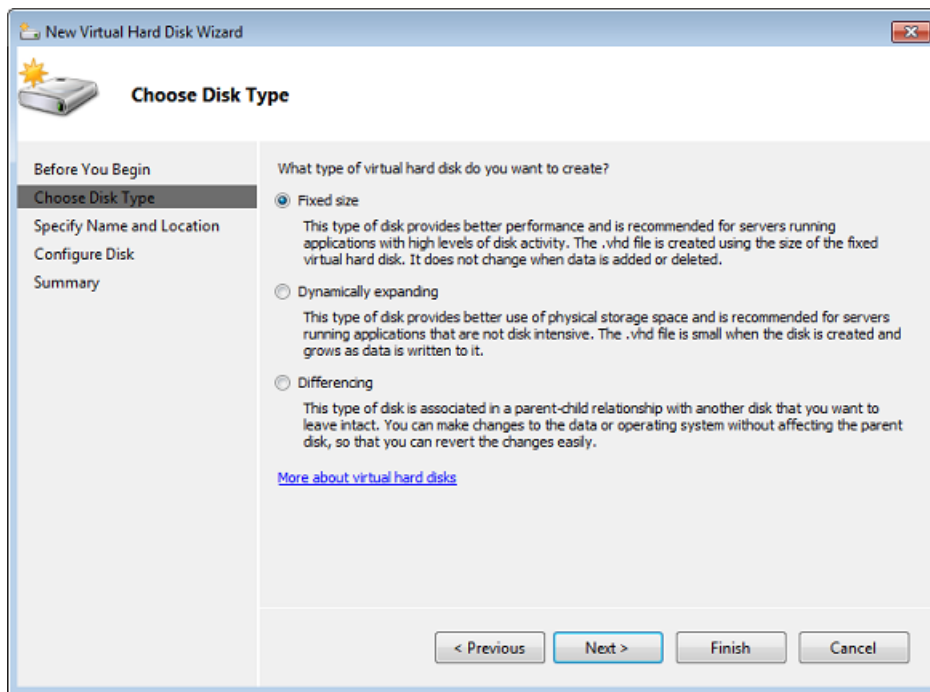 New Virtual Hard Disk Wizard
Choose Disk Type
Before You Begin
Choose Disk Type
Specify Name and Location
Configure Disk
Summary
What type of virtual hard disk do you want to create?
Fixed size
This type of disk provides better performance and is recommended for servers running
applications with high levels of disk activity. The .vhd file is created using the size of the fixed
virtual hard disk. It does not change when data is added or deleted.
Dynamically expanding
This type of disk provides better use of physical storage space and is recommended for servers
running applications that are not disk intensive. The .vhd file is small when the disk is created and
grows as data is written to it.
Differencing
This type of disk is associated in a parent-child relationship with another disk that you want to
leave intact. You can make changes to the data or operating system without affecting the parent
disk, so that you can revert the changes easily.
More about virtual hard disks
< Previous
Next >
Finish
Cancel